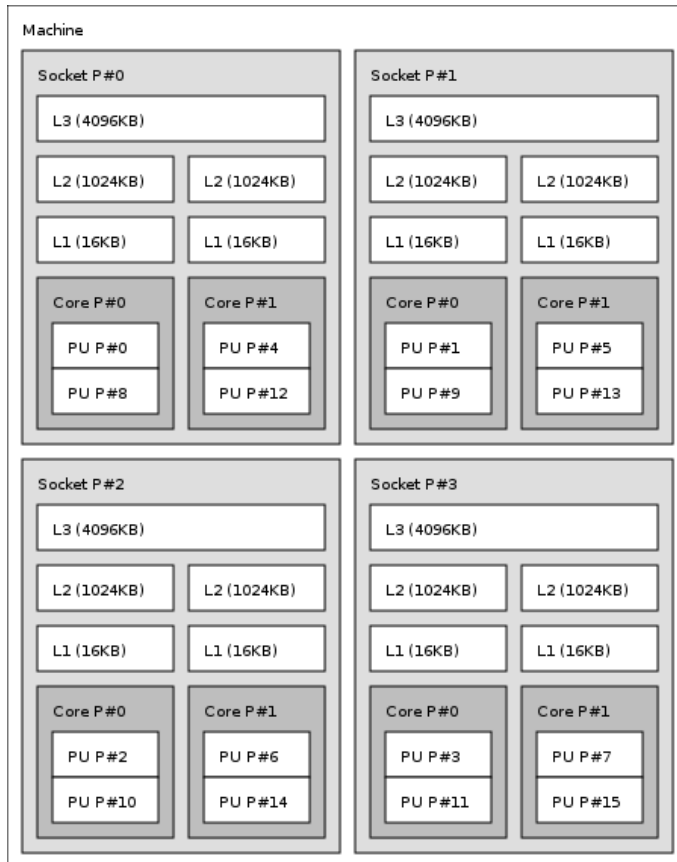 Machine
Socket P#0
L3 (4096KB)
L2 (1024KB)
L2 (1024KB)
L1 (16KB)
L1 (16KB)
Core P#0
PU P#0
PU P#8
Core P#1
PU P#4
PU P#12
Socket P#1
L3 (4096KB)
L2 (1024KB)
L2 (1024KB)
L1 (16KB)
L1 (16KB)
Core P#0
PU P#1
PU P#9
Core P#1
PU P#5
PU P#13
Socket P#2
L3 (4096KB)
L2 (1024KB)
L2 (1024KB)
L1 (16KB)
L1 (16KB)
Core P#0
PU P#2
PU P#10
Core P#1
PU P#6
PU P#14
Socket P#3
L3 (4096KB)
L2 (1024KB)
L2 (1024KB)
L1 (16KB)
L1 (16KB)
Core P#0
PU P#3
PU P#11
Core P#1
PU P#7
PU P#15